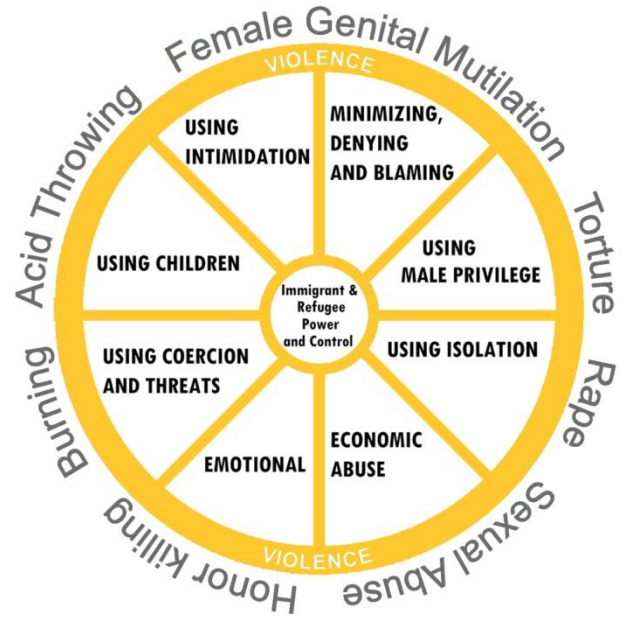 Female Genital Mutilation
Torture
Rape
Sexual Abuse
Honor Killing
Burning
Acid Throwing
VIOLENCE
MINIMIZING,
DENYING
AND BLAMING
USING
MALE PRIVILEGE
USING ISOLATION
ECONOMIC
ABUSE
EMOTIONAL
USING COERCION
AND THREATS
USING CHILDREN
USING
INTIMIDATION
Immigrant &
Refugee
Power
and Control
VIOLENCE